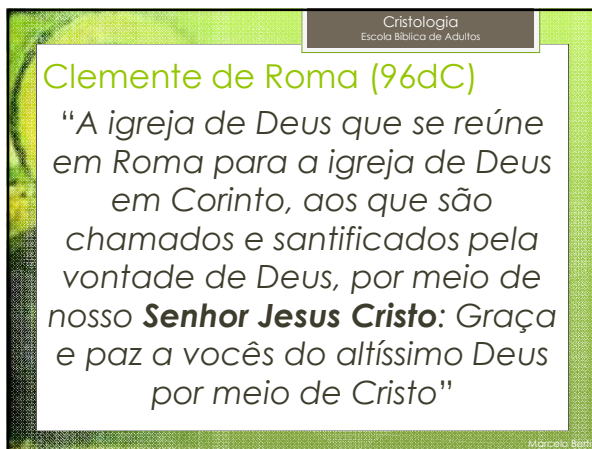 Cristologia
Escola Bíblica de Adultos
Clemente de Roma (96dC)
“A igreja de Deus que se reúne
em Roma para a igreja de Deus
em Corinto, aos que são
chamados e santificados pela
vontade de Deus, por meio de
nosso Senhor Jesus Cristo: Graça
e paz a vocês do altíssimo Deus
por meio de Cristo”
Marcelo Berti